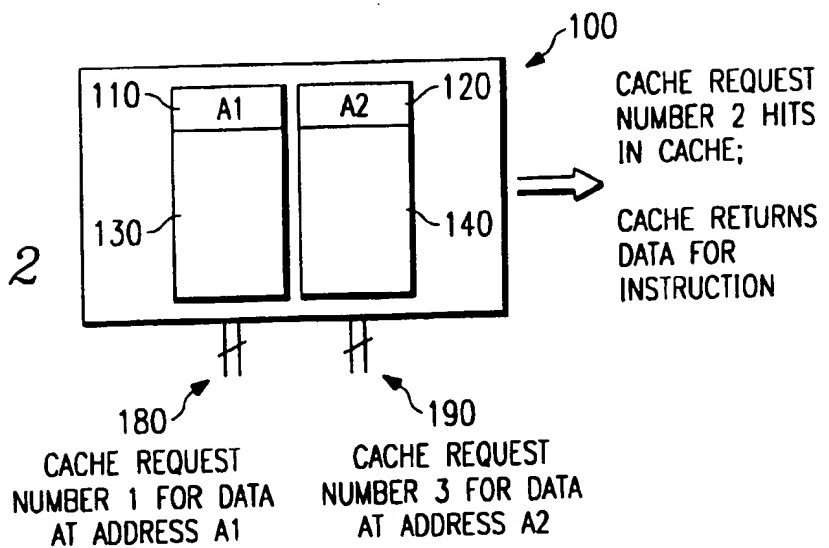 100
110
A1
A2
120
CACHE REQUEST
NUMBER 2 HITS
IN CACHE;
130
140
CACHE RETURNS
DATA FOR
INSTRUCTION
2
180
190
CACHE REQUEST
NUMBER 1 FOR DATA
AT ADDRESS A1
CACHE REQUEST
NUMBER 3 FOR DATA
AT ADDRESS A2